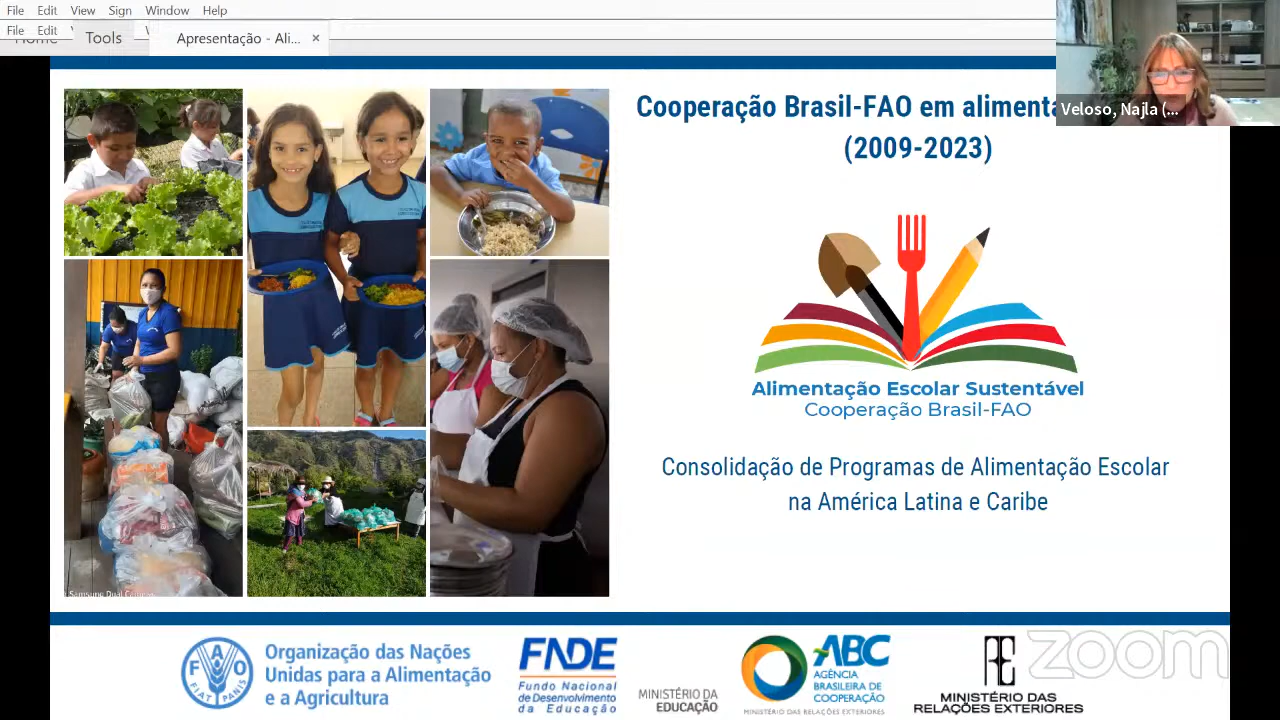 File Edit View Sign Window Help
File Edit
Home Tools Apresentação - Ali... ×
Veloso, Najla (...
Cooperação Brasil-FAO em
(2009-2023)
Alimentação Escolar Sustentável
Cooperação Brasil-FAO
Consolidação de Programas de Alimentação Escolar
na América Latina e Caribe
Samsung Dual Camera
FAO
FIAT PANIS
Organização das Nações
Unidas para a Alimentação
e a Agricultura
FNDE
Fundo Nacional
de Desenvolvimento
da Educação
MINISTÉRIO DA
EDUCAÇÃO
ABC
AGÊNCIA
BRASILEIRA DE
COOPERAÇÃO
MINISTÉRIO DAS RELAÇÕES EXTERIORES
MINISTÉRIO DAS
RELAÇÕES EXTERIORES
zoom